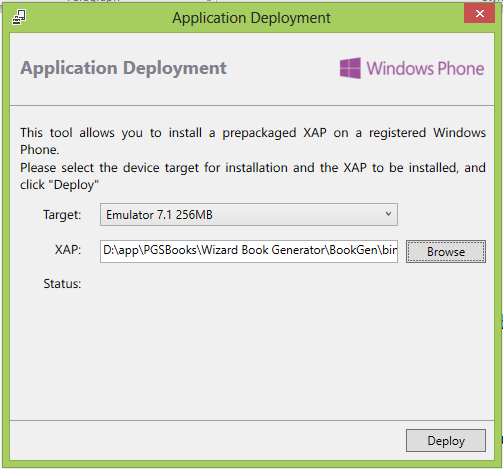 Application Deployment
Application Deployment
Windows Phone
This tool allows you to install a prepackaged XAP on a registered Windows
Phone.
Please select the device target for installation and the XAP to be installed, and
click "Deploy"
Target: Emulator 7.1 256MB
XAP: D:\app\PGSBooks\Wizard Book Generator\BookGen\bin Browse
Status:
Deploy